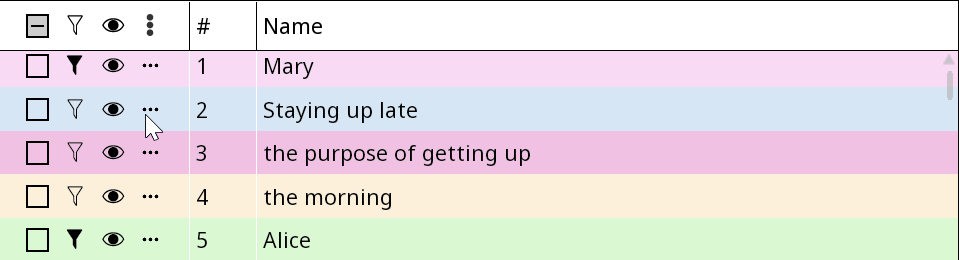 # Name
1 Mary
2 Staying up late
3 the purpose of getting up
4 the morning
5 Alice